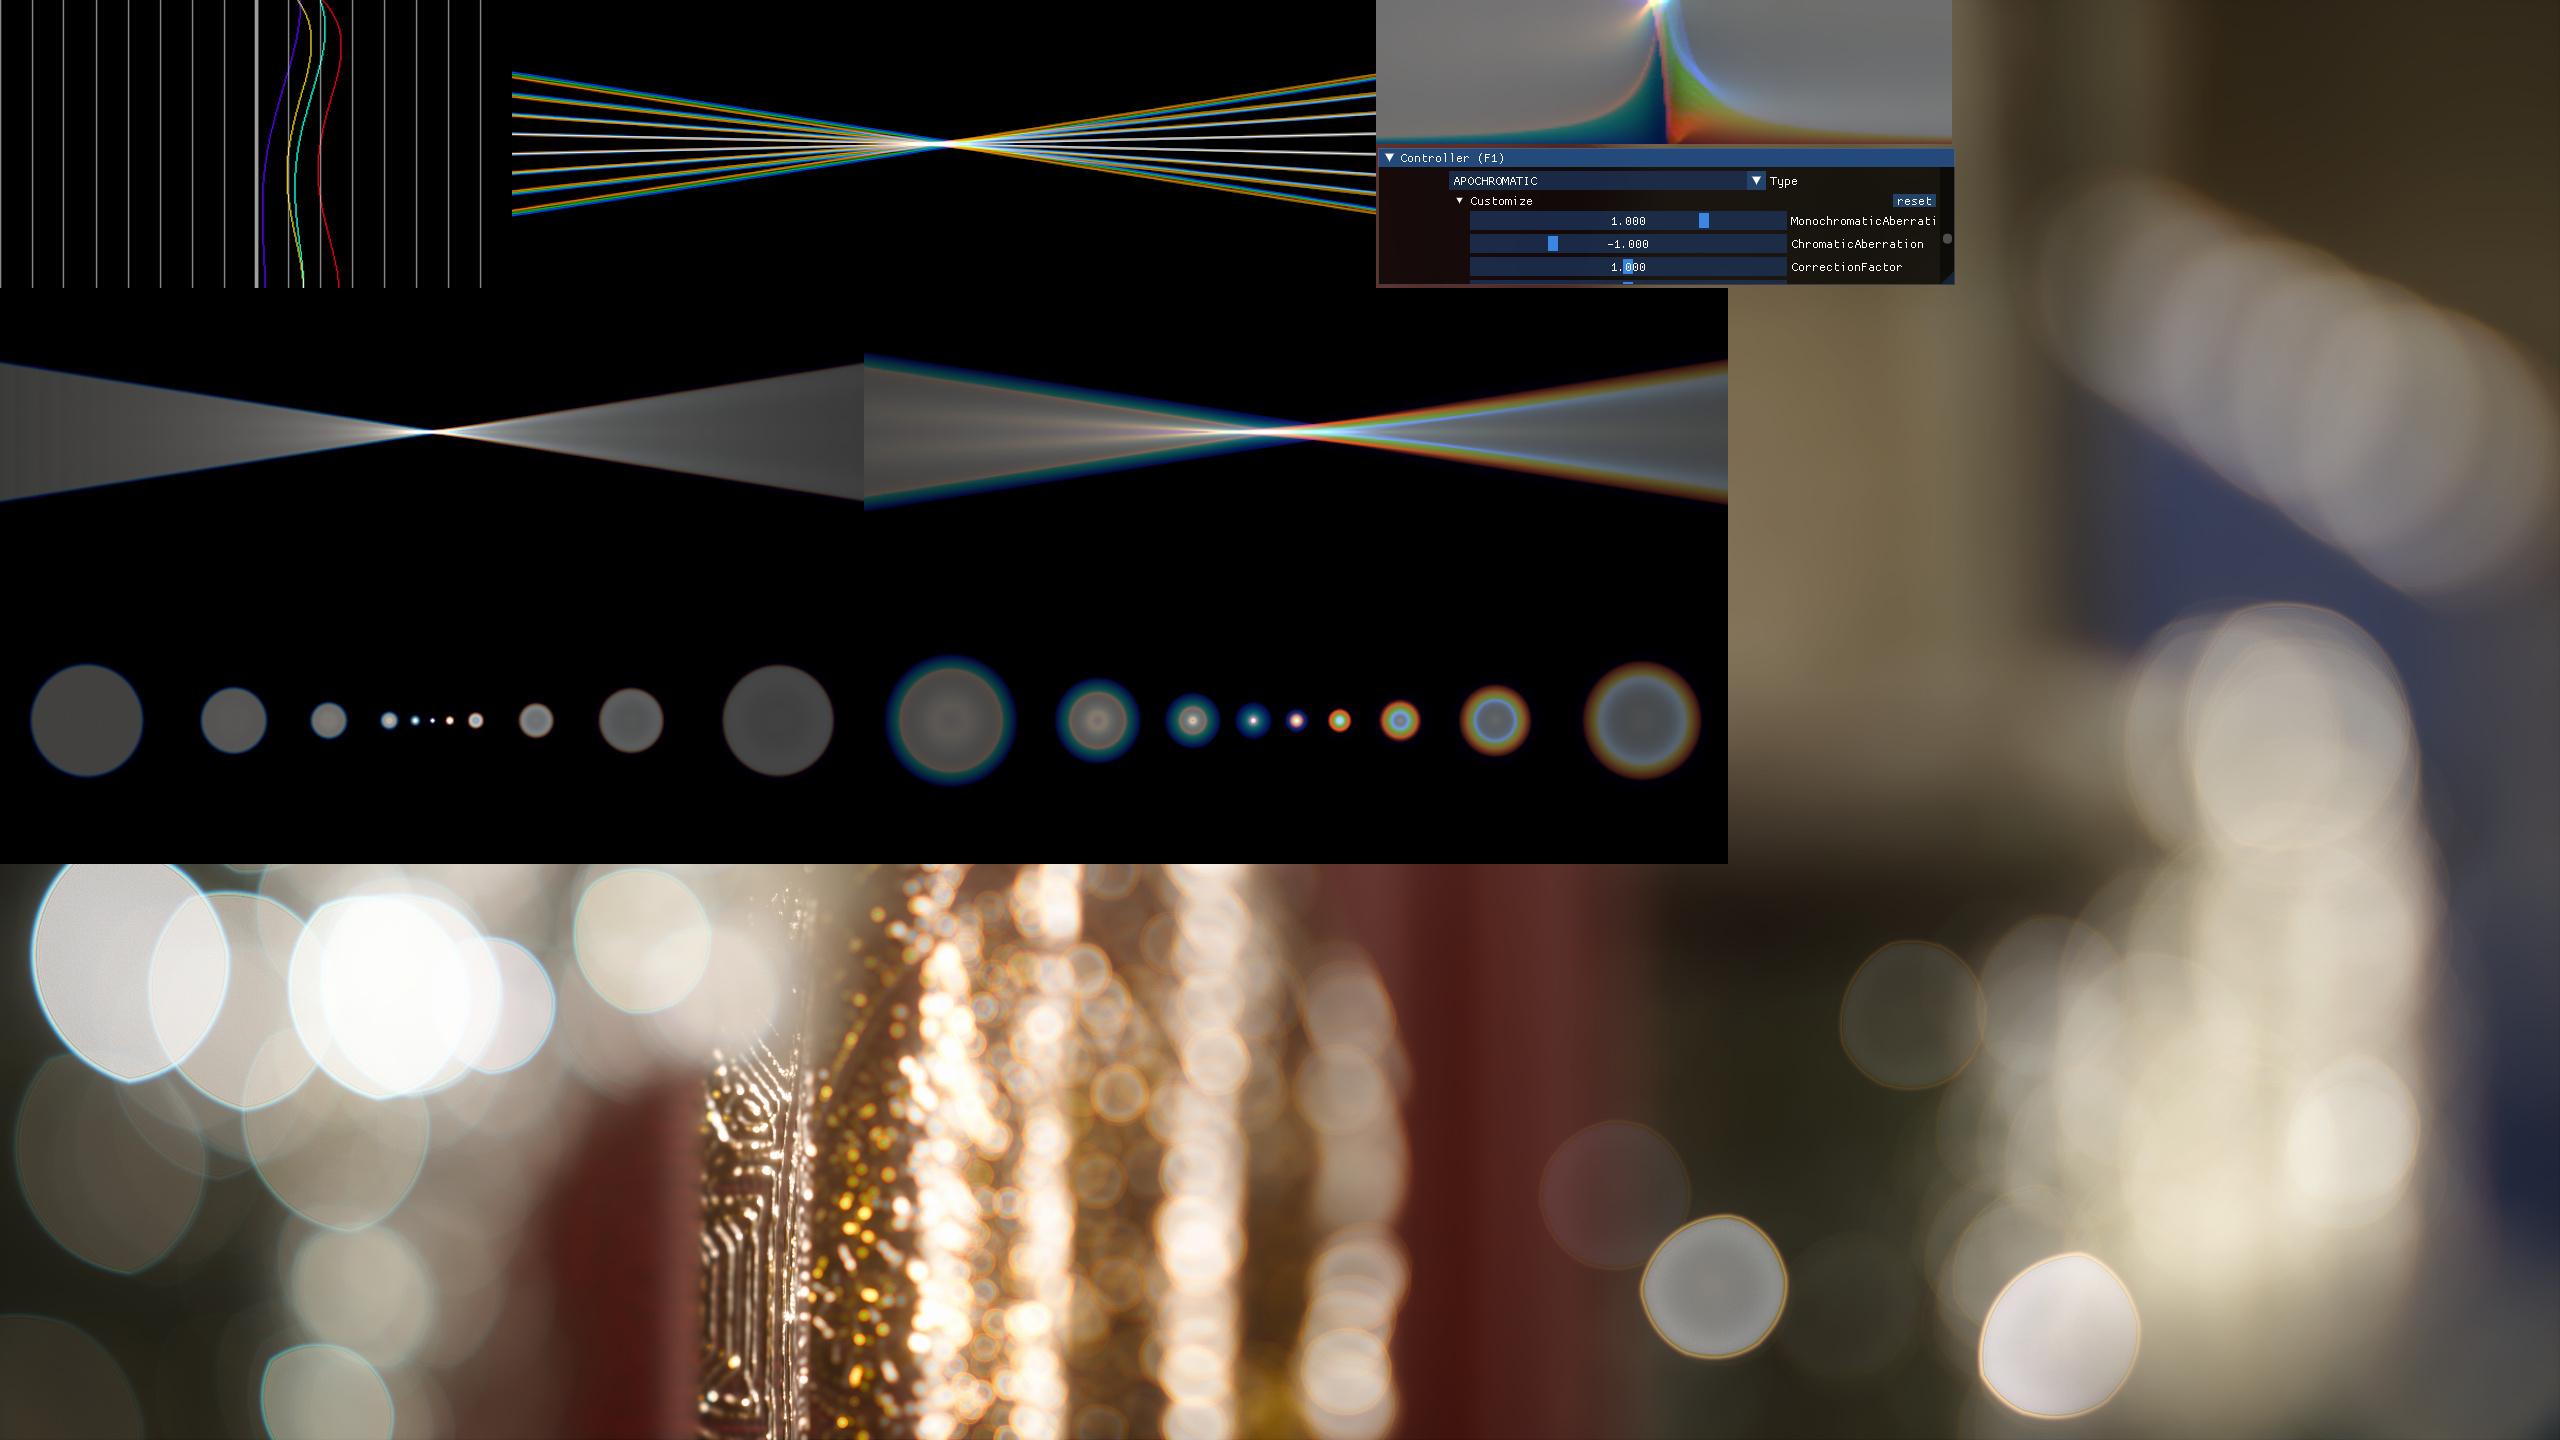 Controller (F1)
APOCHROMATIC Type
Customize reset
1.000 MonochromaticAberrati
-1.000 ChromaticAberration
1.000 CorrectionFactor